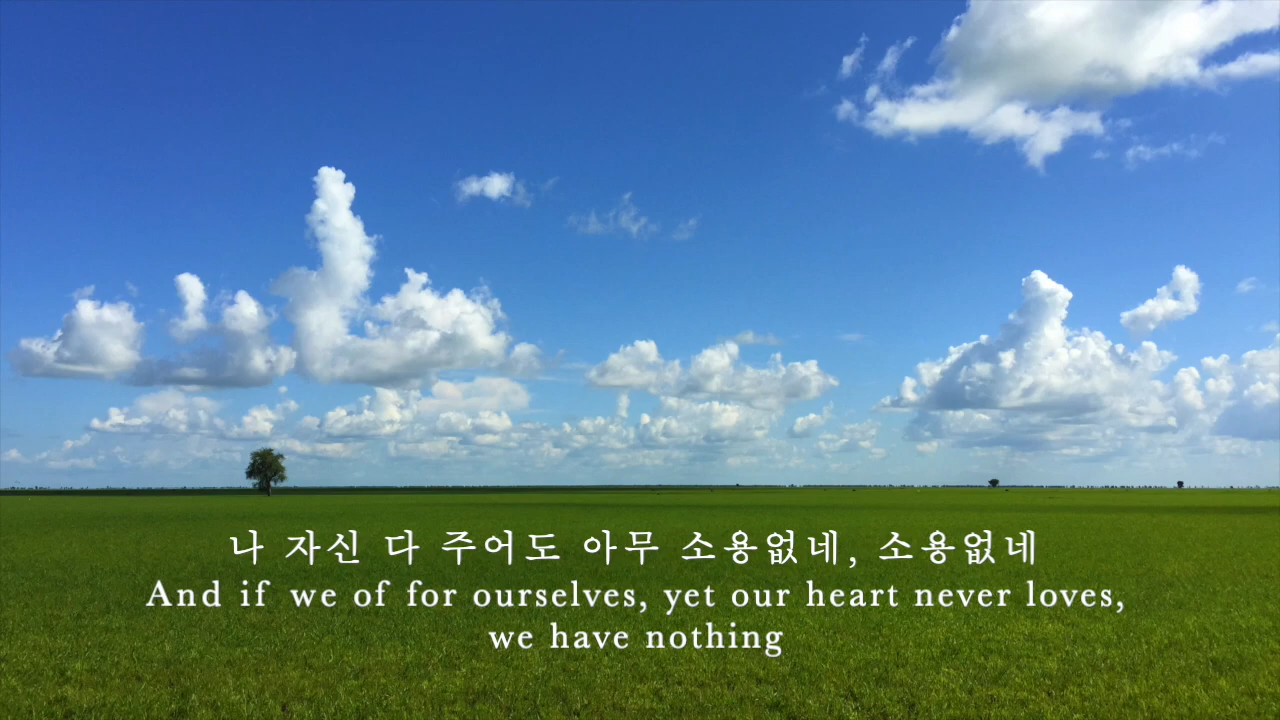 나 자신 다 주어도 아무 소용없네, 소용없네
And if we of for ourselves, yet our heart never loves,
we have nothing